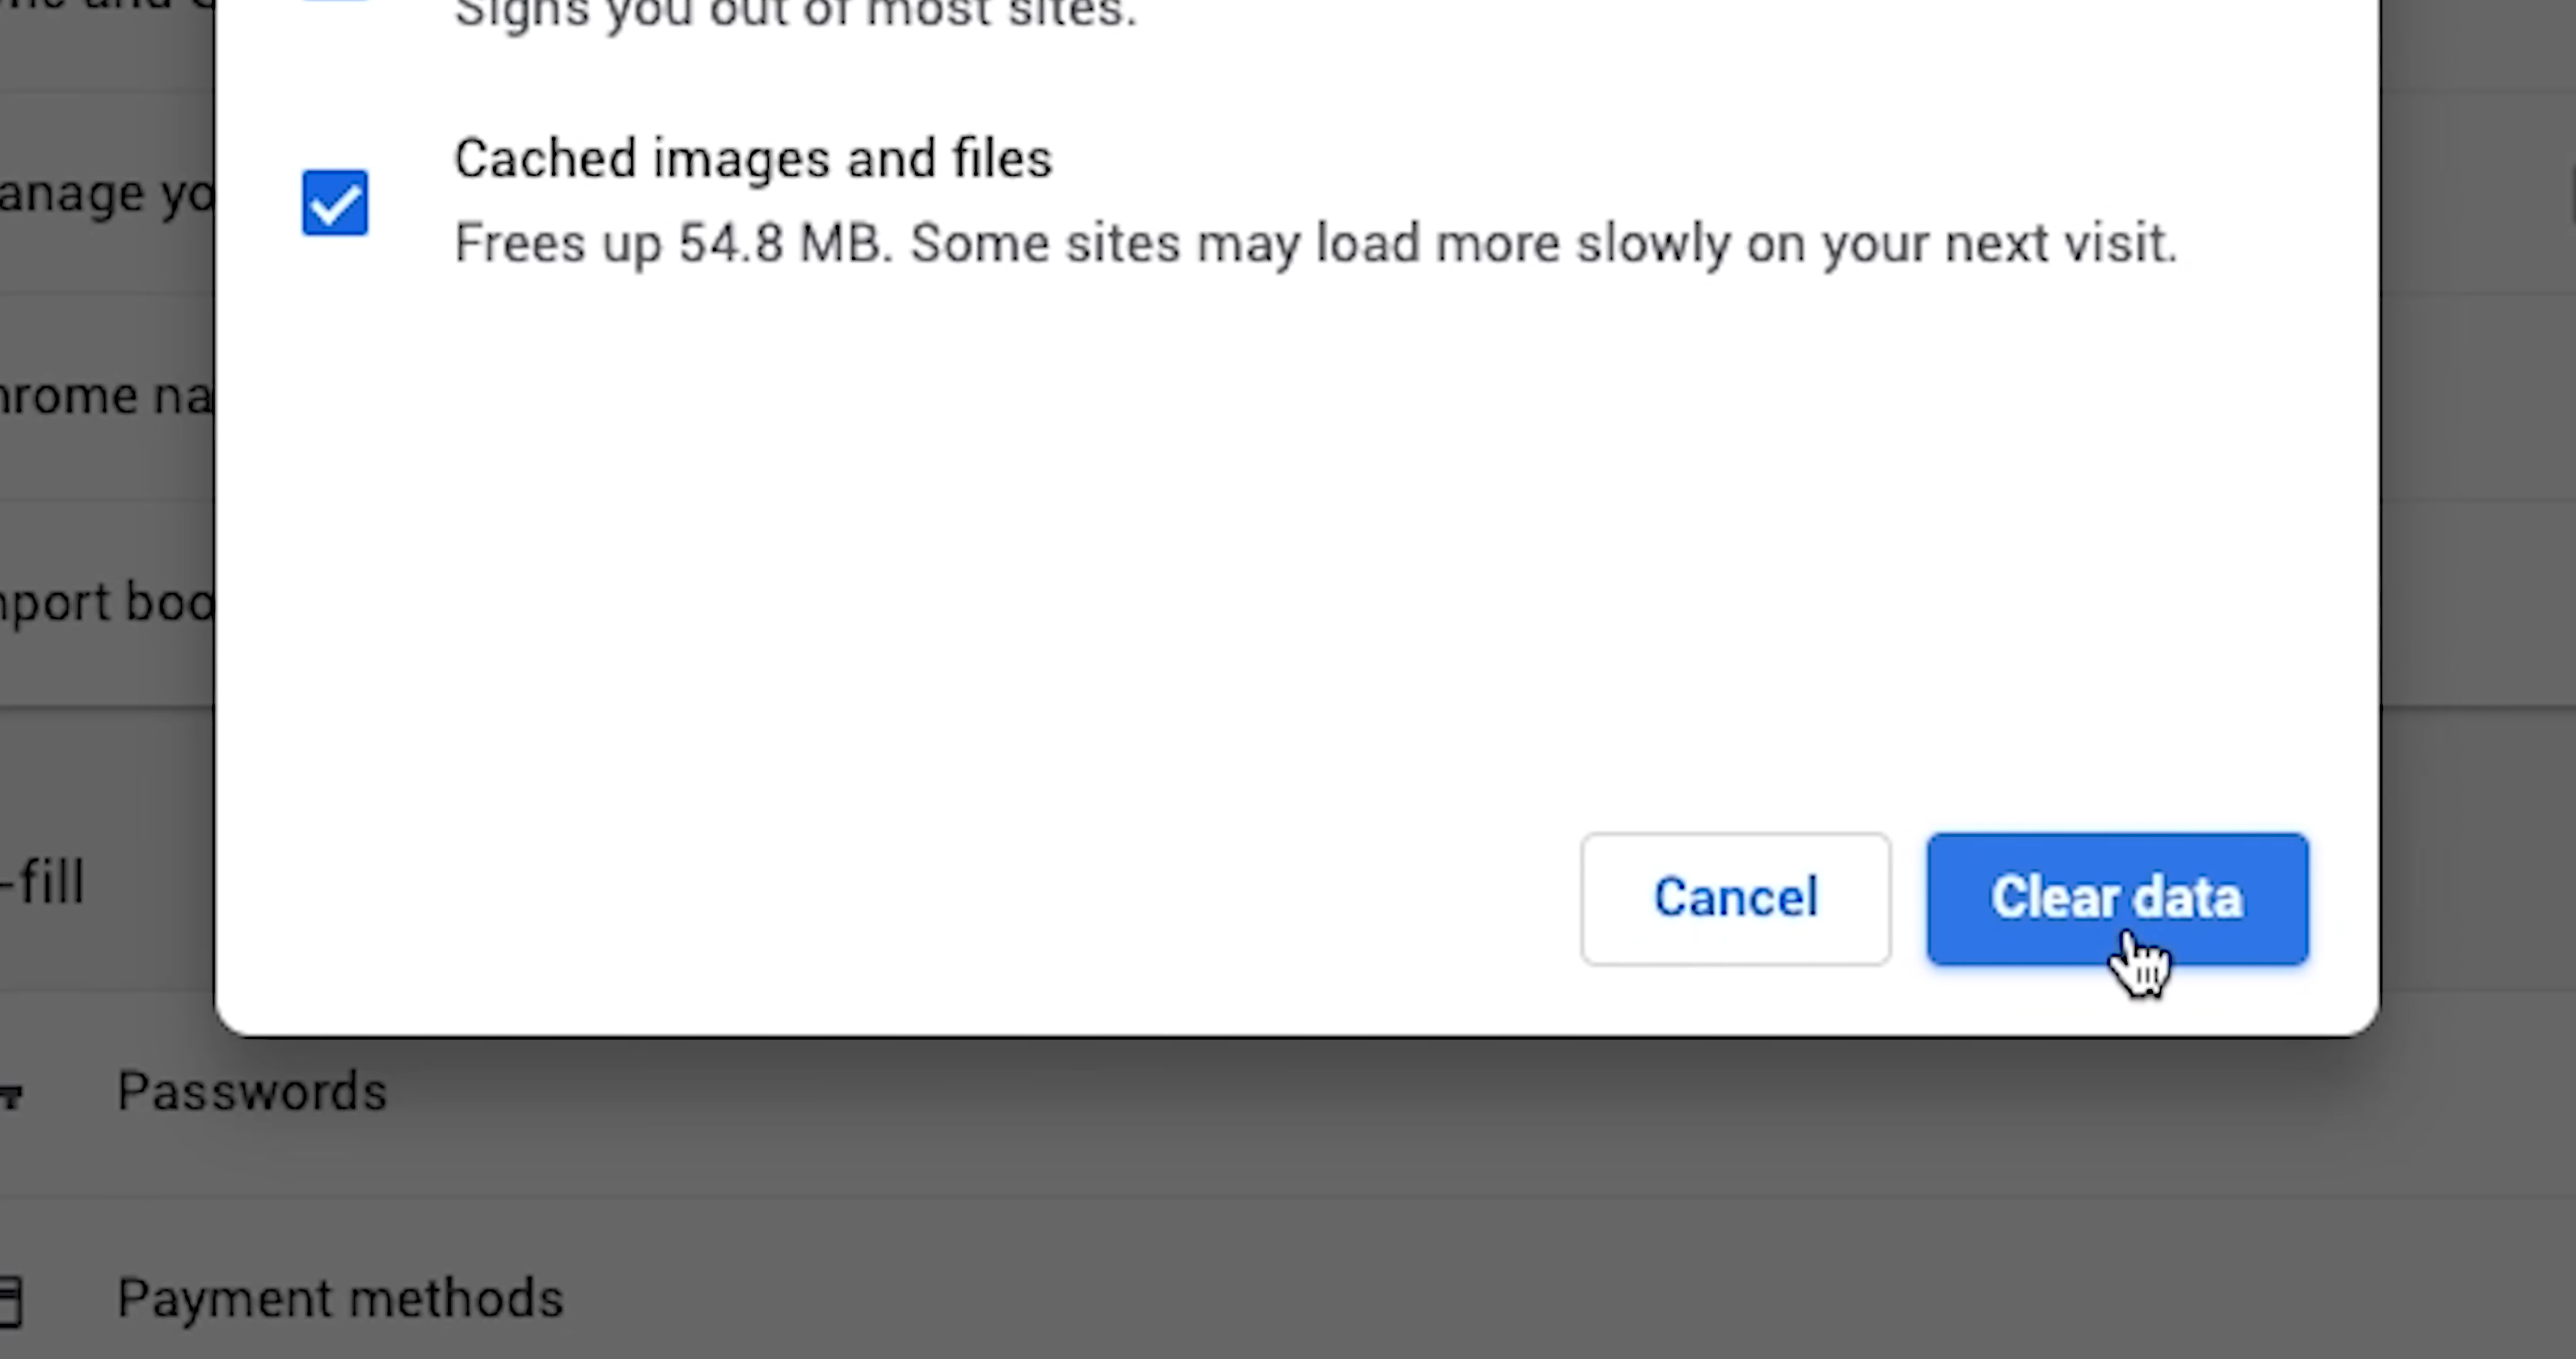 Signs you out of most sites.
Cached images and files
Frees up 54.8 MB. Some sites may load more slowly on your next visit.
anage yo
hrome na
mport boo
Cancel
Clear data
-fill
Passwords
Payment methods